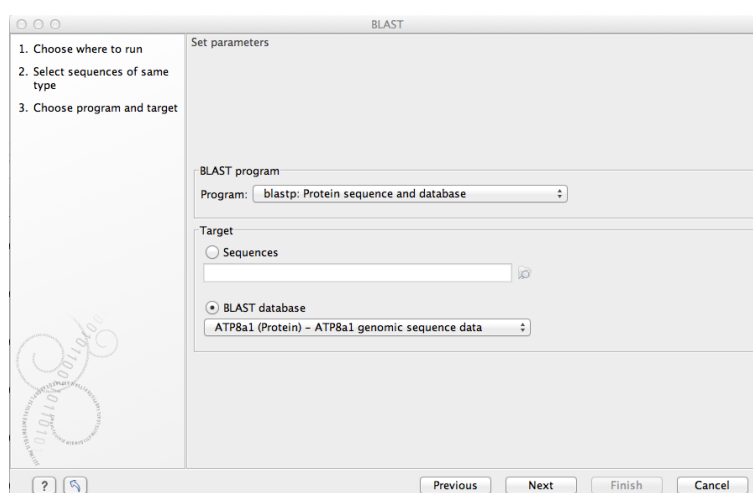 BLAST
1. Choose where to run
2. Select sequences of same
type
3. Choose program and target
Set parameters
BLAST program
Program: blastp: Protein sequence and database
Target
Sequences
BLAST database
ATP8a1 (Protein) – ATP8a1 genomic sequence data
?
Previous Next Finish Cancel